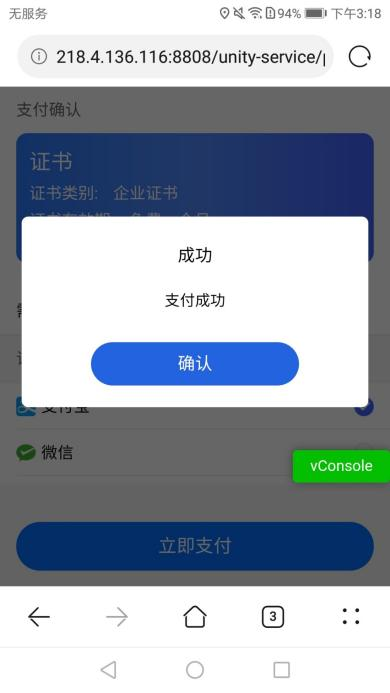 无服务
94% 下午3:18
218.4.136.116:8808/unity-service/
支付确认
证书
证书类别: 企业证书
成功
支付成功
确认
支付宝
微信
vConsole
立即支付
3